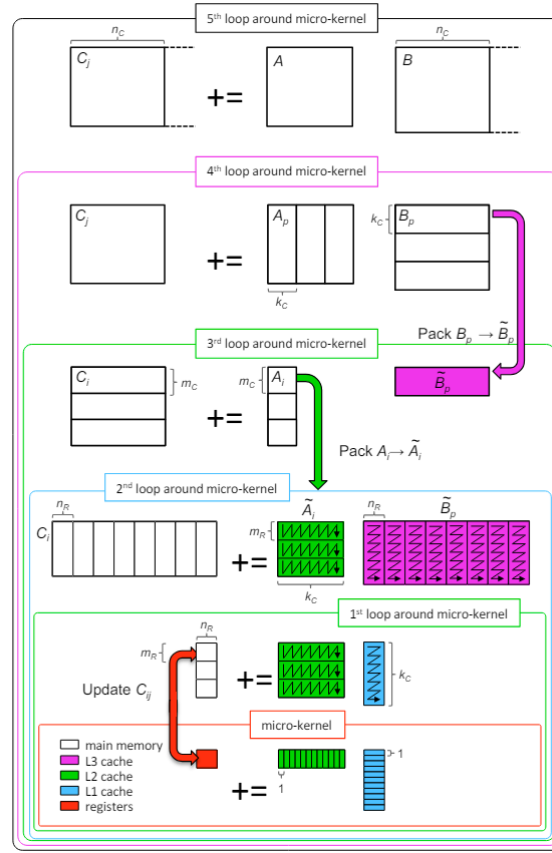 5th loop around micro-kernel
nC nC
Cj A B
+=
4th loop around micro-kernel
Cj Ap Bp
kC
+=
kC
Pack Bp → B̃p
3rd loop around micro-kernel
Ci mC mC Ai B̃p
+=
Pack Ai → Ãi
2nd loop around micro-kernel
nR Ãi nR B̃p
Ci mR
+=
kC
1st loop around micro-kernel
nR
mR
+= kC
Update Cij
micro-kernel
main memory
L3 cache
L2 cache
L1 cache
registers
+=
1
1